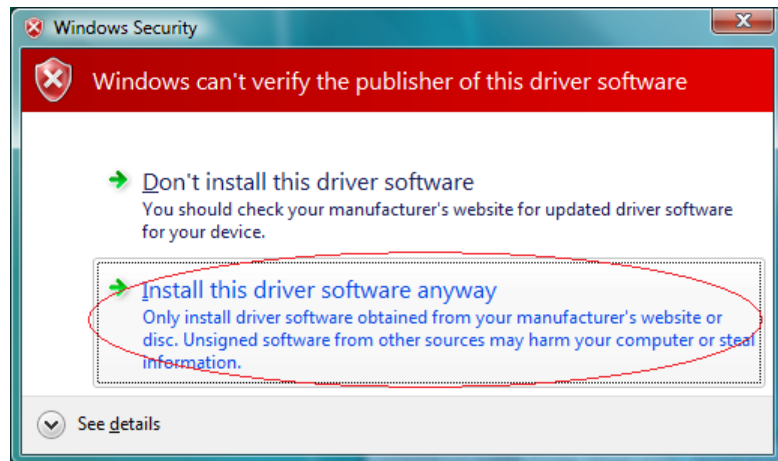 Windows Security
Windows can't verify the publisher of this driver software
Don't install this driver software
You should check your manufacturer's website for updated driver software
for your device.
Install this driver software anyway
Only install driver software obtained from your manufacturer's website or
disc. Unsigned software from other sources may harm your computer or steal
information.
See details